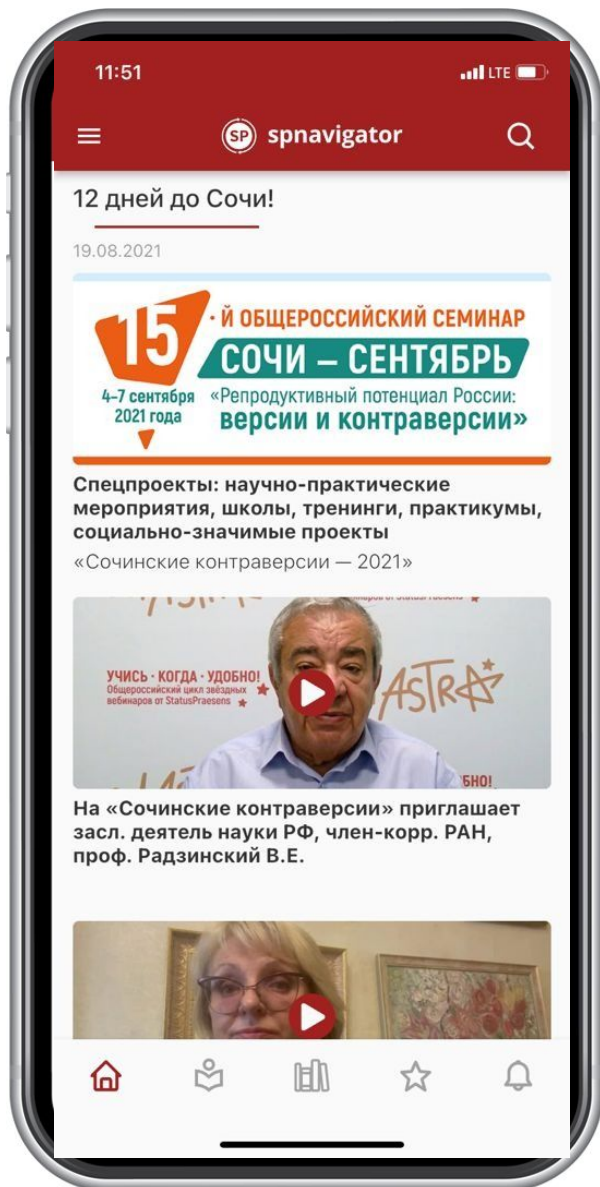 11:51
LTE
SP spnavigator
12 дней до Сочи!
19.08.2021
15-й ОБЩЕРОССИЙСКИЙ СЕМИНАР
СОЧИ – СЕНТЯБРЬ
4–7 сентября
2021 года
«Репродуктивный потенциал России:
версии и контраверсии»
Спецпроекты: научно-практические
мероприятия, школы, тренинги, практикумы,
социально-значимые проекты
«Сочинские контраверсии — 2021»
УЧИСЬ · КОГДА · УДОБНО!
Общероссийский цикл звёздных
вебинаров от StatusPraesens
ASTRA
На «Сочинские контраверсии» приглашает
засл. деятель науки РФ, член-корр. РАН,
проф. Радзинский В.Е.